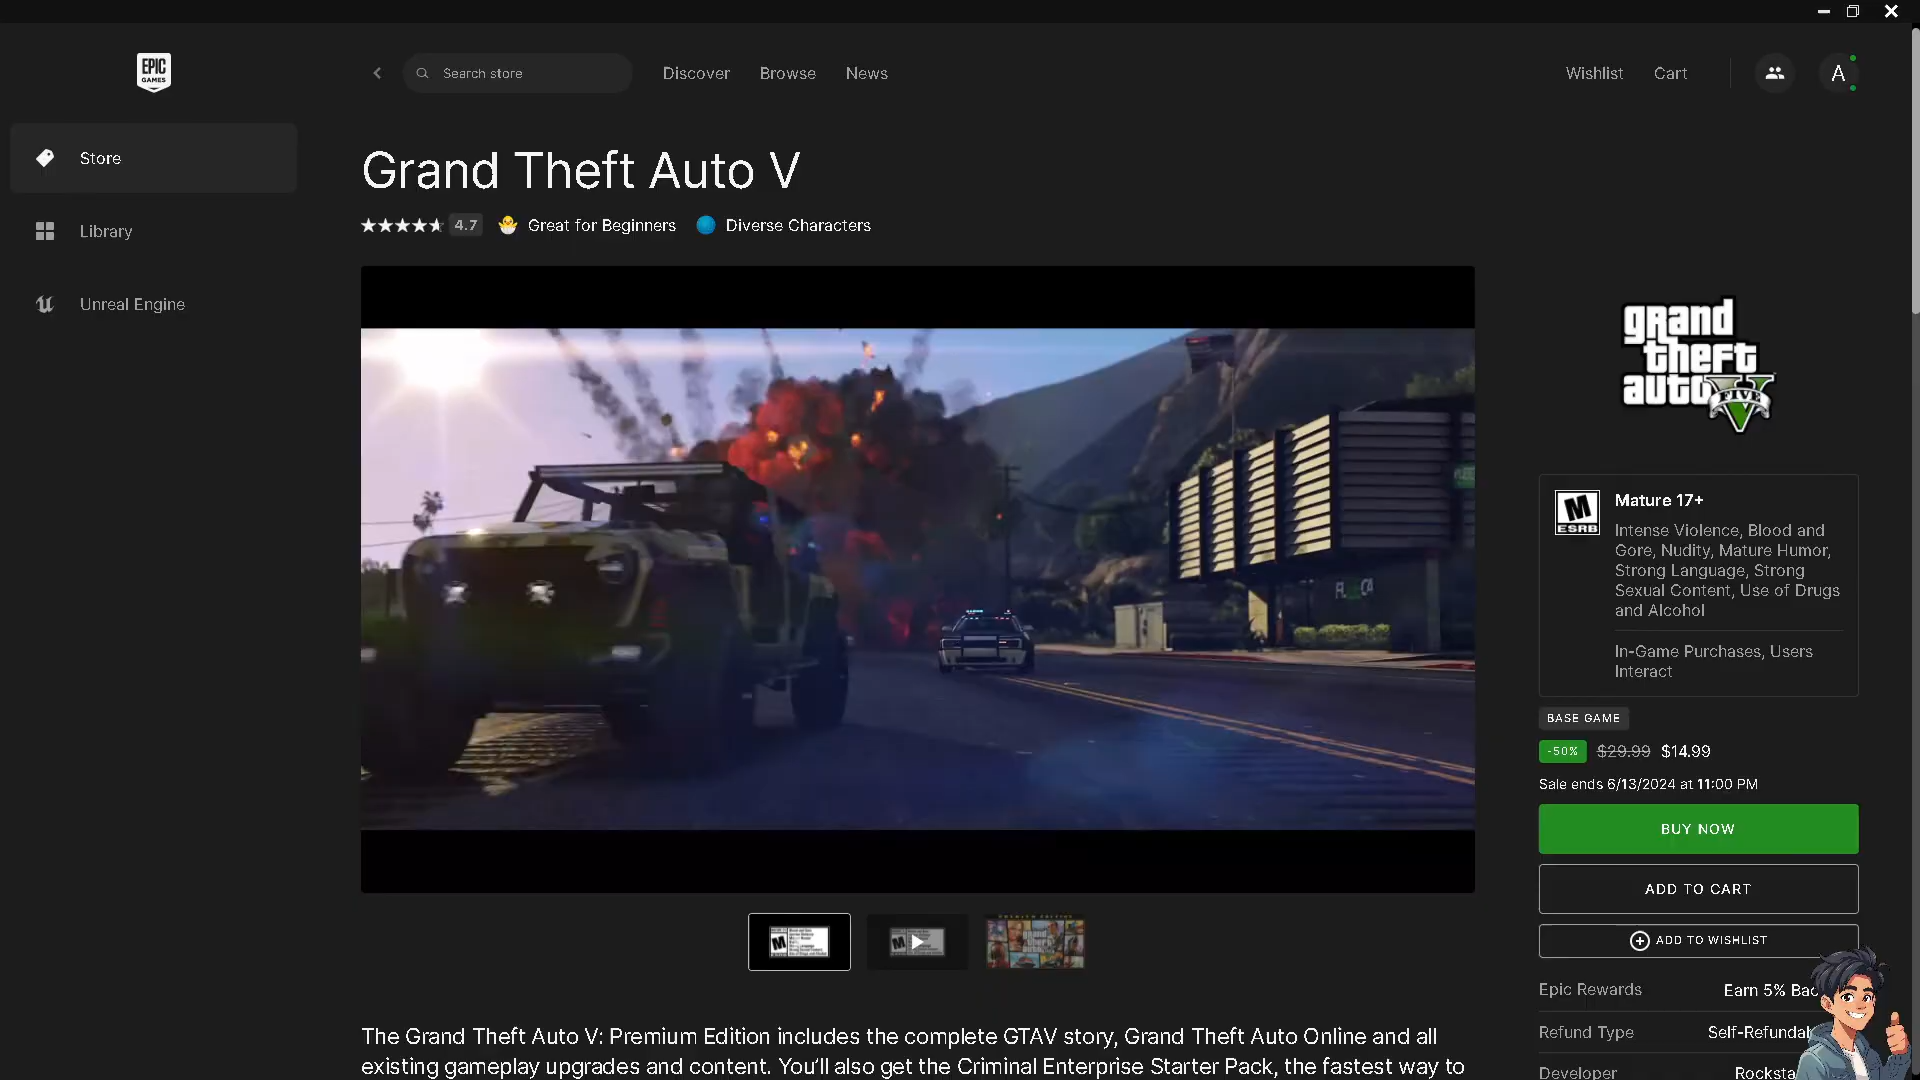 EPIC
GAMES
Search store
Discover
Browse
News
Wishlist
Cart
A
Store
Library
Unreal Engine
Grand Theft Auto V
4.7
Great for Beginners
Diverse Characters
grand
theft
auto
FIVE
M
ESRB
Mature 17+
Intense Violence, Blood and
Gore, Nudity, Mature Humor,
Strong Language, Strong
Sexual Content, Use of Drugs
and Alcohol
In-Game Purchases, Users
Interact
BASE GAME
-50% $29.99 $14.99
Sale ends 6/13/2024 at 11:00 PM
BUY NOW
ADD TO CART
ADD TO WISHLIST
Epic Rewards
Earn 5% Bac
Refund Type
Self-Refundab
Developer
Rocksta
The Grand Theft Auto V: Premium Edition includes the complete GTAV story, Grand Theft Auto Online and all
existing gameplay upgrades and content. You’ll also get the Criminal Enterprise Starter Pack, the fastest way to